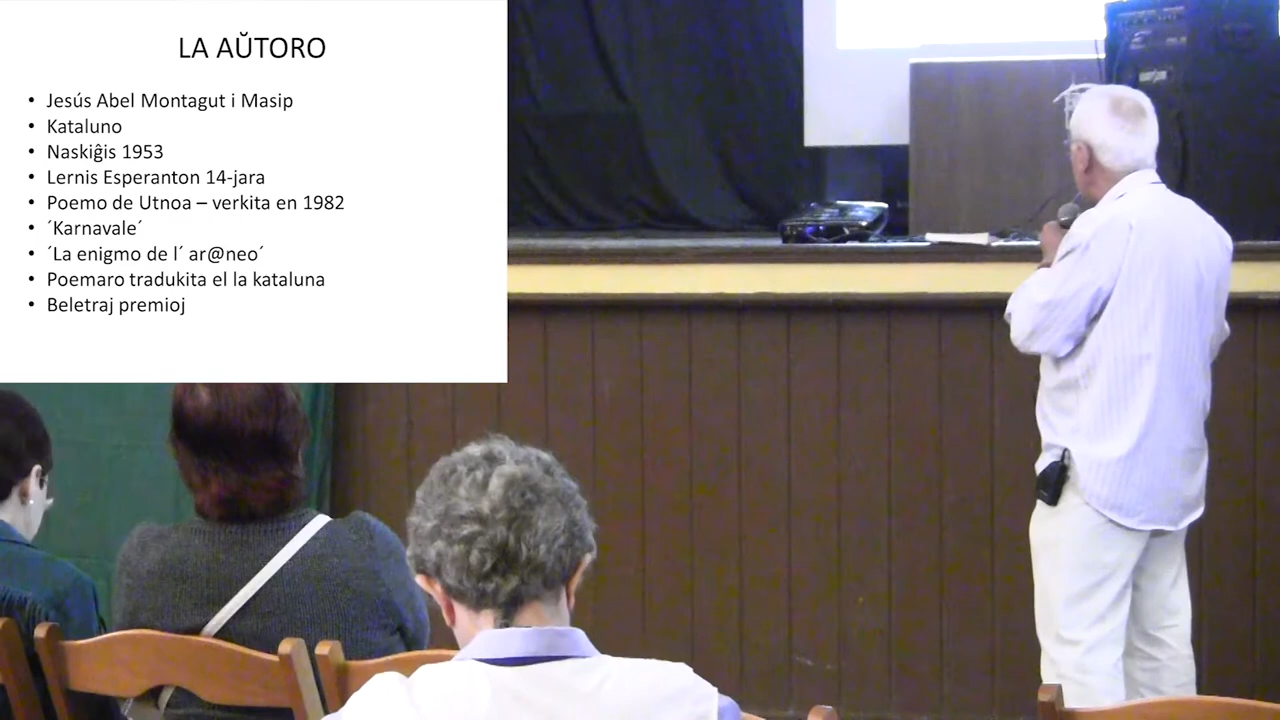 LA AŬTORO
• Jesús Abel Montagut i Masip
• Kataluno
• Naskiĝis 1953
• Lernis Esperanton 14-jara
• Poemo de Utnoa – verkita en 1982
• ´Karnavale´
• ´La enigmo de l´ ar@neo´
• Poemaro tradukita el la kataluna
• Beletraj premioj